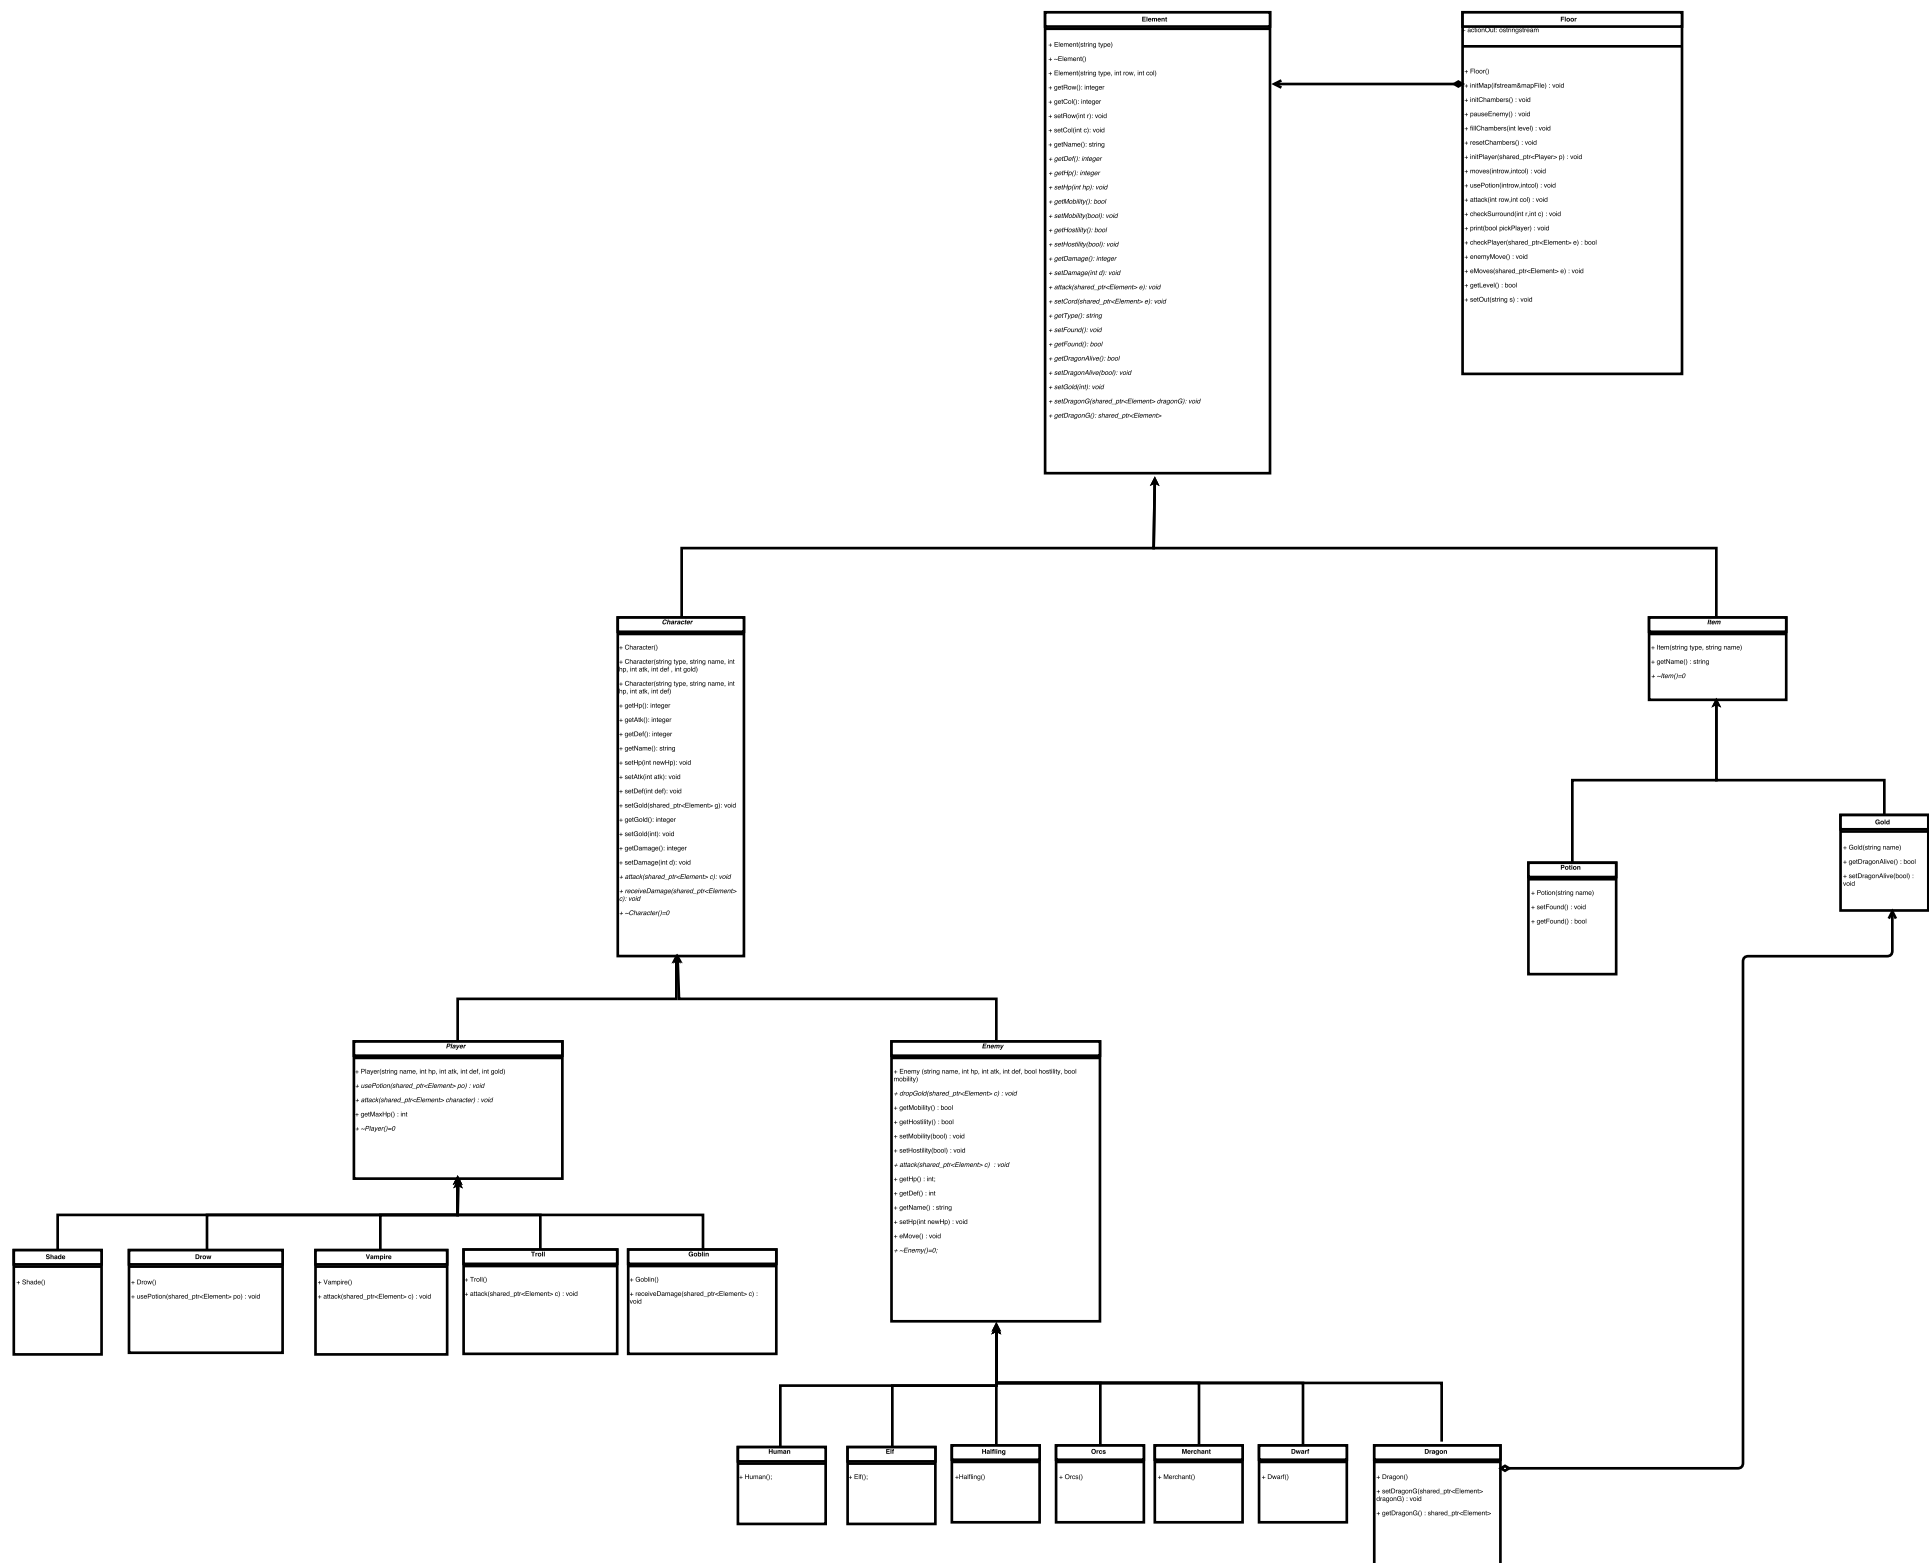 Element
+ Element(string type)
+ ~Element()
+ Element(string type, int row, int col)
+ getRow(): integer
+ getCol(): integer
+ setRow(int r): void
+ setCol(int c): void
+ getName(): string
+ getDef(): integer
+ getHp(): integer
+ setHp(int hp): void
+ getMobility(): bool
+ setMobility(bool): void
+ getHostility(): bool
+ setHostility(bool): void
+ getDamage(): integer
+ setDamage(int d): void
+ attack(shared_ptr<Element> e): void
+ setCord(shared_ptr<Element> e): void
+ getType(): string
+ setFound(): void
+ getFound(): bool
+ getDragonAlive(): bool
+ setDragonAlive(bool): void
+ setGold(int): void
+ setDragonG(shared_ptr<Element> dragonG): void
+ getDragonG(): shared_ptr<Element>
Floor
- actionOut: ostringstream
+ Floor()
+ initMap(ifstream&mapFile) : void
+ initChambers() : void
+ pauseEnemy() : void
+ fillChambers(int level) : void
+ resetChambers() : void
+ initPlayer(shared_ptr<Player> p) : void
+ moves(introw,intcol) : void
+ usePotion(introw,intcol) : void
+ attack(int row,int col) : void
+ checkSurround(int r,int c) : void
+ print(bool pickPlayer) : void
+ checkPlayer(shared_ptr<Element> e) : bool
+ enemyMove() : void
+ eMoves(shared_ptr<Element> e) : void
+ getLevel() : bool
+ setOut(string s) : void
Character
+ Character()
+ Character(string type, string name, int
hp, int atk, int def , int gold)
+ Character(string type, string name, int
hp, int atk, int def)
+ getHp(): integer
+ getAtk(): integer
+ getDef(): integer
+ getName(): string
+ setHp(int newHp): void
+ setAtk(int atk): void
+ setDef(int def): void
+ setGold(shared_ptr<Element> g): void
+ getGold(): integer
+ setGold(int): void
+ getDamage(): integer
+ setDamage(int d): void
+ attack(shared_ptr<Element> c): void
+ receiveDamage(shared_ptr<Element>
c): void
+ ~Character()=0
Item
+ Item(string type, string name)
+ getName() : string
+ ~Item()=0
Potion
+ Potion(string name)
+ setFound() : void
+ getFound() : bool
Gold
+ Gold(string name)
+ getDragonAlive() : bool
+ setDragonAlive(bool) :
void
Player
+ Player(string name, int hp, int atk, int def, int gold)
+ usePotion(shared_ptr<Element> po) : void
+ attack(shared_ptr<Element> character) : void
+ getMaxHp() : int
+ ~Player()=0
Enemy
+ Enemy (string name, int hp, int atk, int def, bool hostility, bool
mobility)
+ dropGold(shared_ptr<Element> c) : void
+ getMobility() : bool
+ getHostility() : bool
+ setMobility(bool) : void
+ setHostility(bool) : void
+ attack(shared_ptr<Element> c) : void
+ getHp() : int;
+ getDef() : int
+ getName() : string
+ setHp(int newHp) : void
+ eMove() : void
+ ~Enemy()=0;
Shade
+ Shade()
Drow
+ Drow()
+ usePotion(shared_ptr<Element> po) : void
Vampire
+ Vampire()
+ attack(shared_ptr<Element> c) : void
Troll
+ Troll()
+ attack(shared_ptr<Element> c) : void
Goblin
+ Goblin()
+ receiveDamage(shared_ptr<Element> c) :
void
Human
+ Human();
Elf
+ Elf();
Halfling
+Halfling()
Orcs
+ Orcs()
Merchant
+ Merchant()
Dwarf
+ Dwarf()
Dragon
+ Dragon()
+ setDragonG(shared_ptr<Element>
dragonG) : void
+ getDragonG() : shared_ptr<Element>